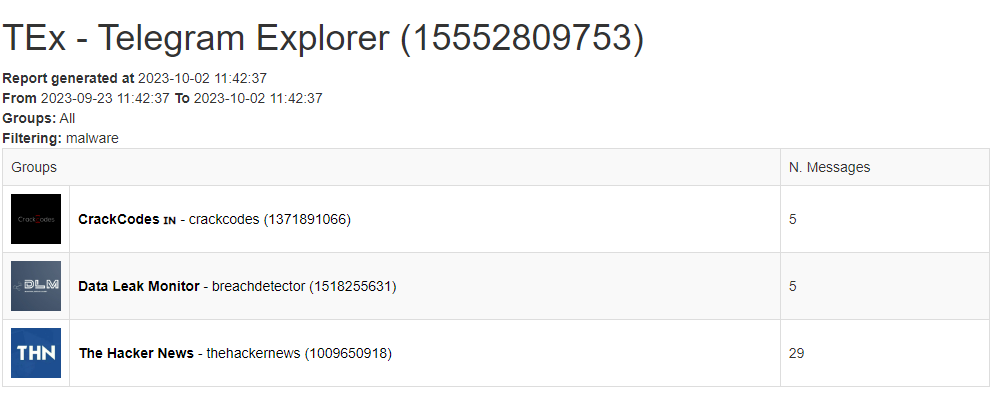 TEx - Telegram Explorer (15552809753)
Report generated at 2023-10-02 11:42:37
From 2023-09-23 11:42:37 To 2023-10-02 11:42:37
Groups: All
Filtering: malware
Groups N. Messages
CrackCodes CrackCodes ɪɴ - crackcodes (1371891066) 5
DLM Data Leak Monitor - breachdetector (1518255631) 5
THN The Hacker News - thehackernews (1009650918) 29